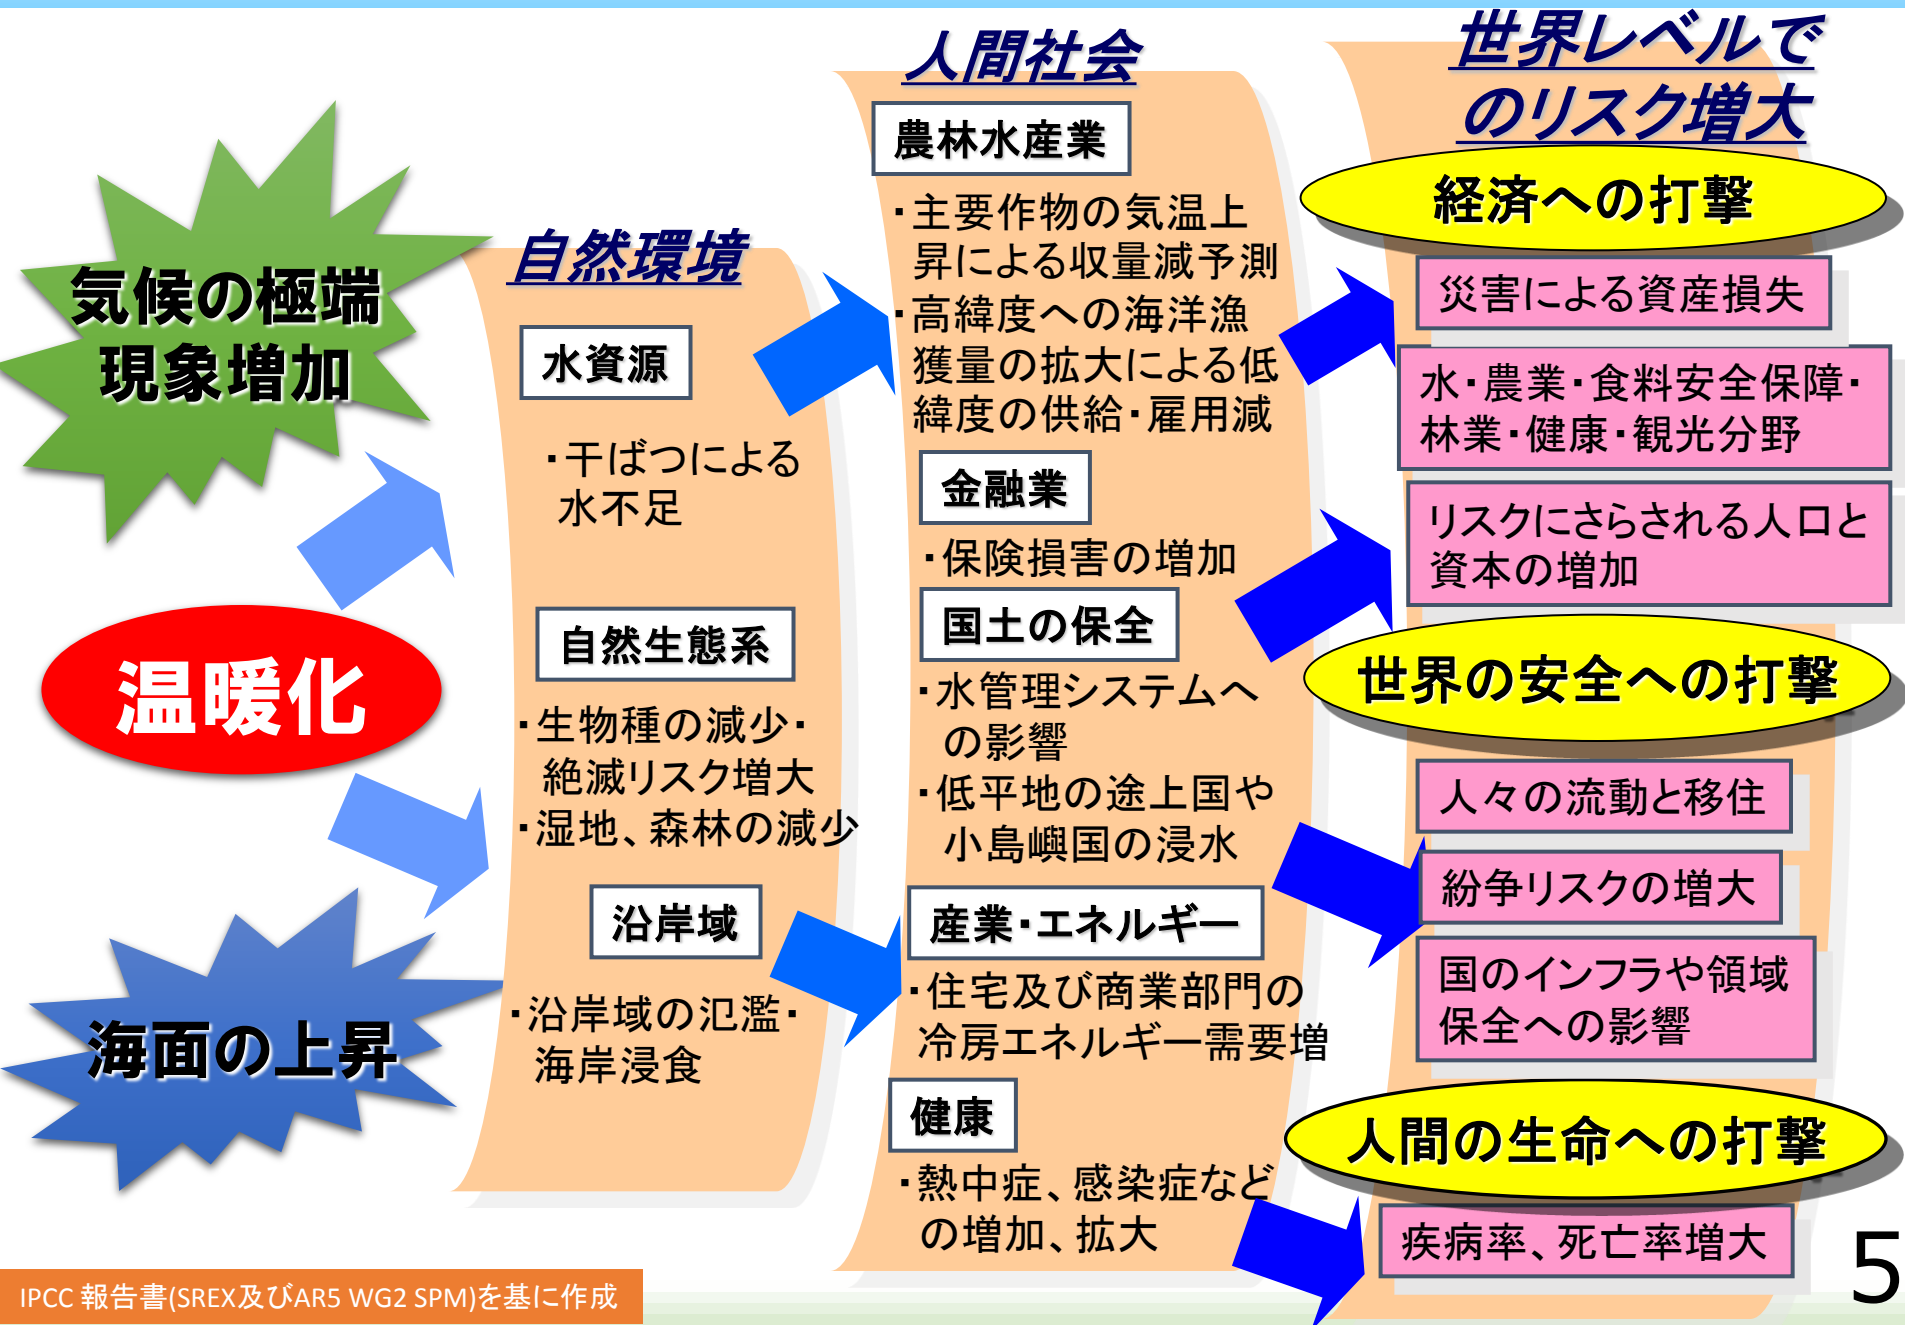 気候の極端
現象増加
温暖化
海面の上昇
自然環境
水資源
・干ばつによる
水不足
自然生態系
・生物種の減少・
絶滅リスク増大
・湿地、森林の減少
沿岸域
・沿岸域の氾濫・
海岸浸食
人間社会
農林水産業
・主要作物の気温上
昇による収量減予測
・高緯度への海洋漁
獲量の拡大による低
緯度の供給・雇用減
金融業
・保険損害の増加
国土の保全
・水管理システムへ
の影響
・低平地の途上国や
小島嶼国の浸水
産業・エネルギー
・住宅及び商業部門の
冷房エネルギー需要増
健康
・熱中症、感染症など
の増加、拡大
世界レベルで
のリスク増大
経済への打撃
災害による資産損失
水・農業・食料安全保障・
林業・健康・観光分野
リスクにさらされる人口と
資本の増加
世界の安全への打撃
人々の流動と移住
紛争リスクの増大
国のインフラや領域
保全への影響
人間の生命への打撃
疾病率、死亡率増大
IPCC 報告書(SREX及びAR5 WG2 SPM)を基に作成
5